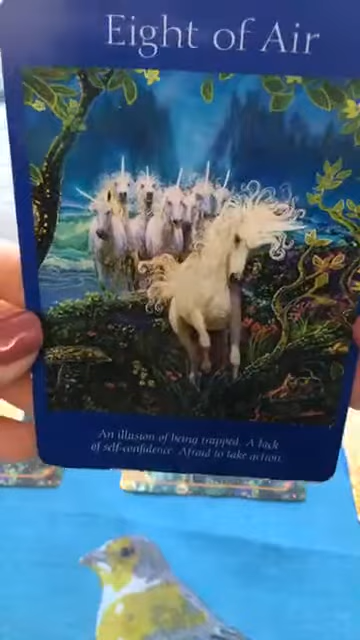 Eight of Air
An illusion of being trapped. A lack
of self-confidence. Afraid to take action.